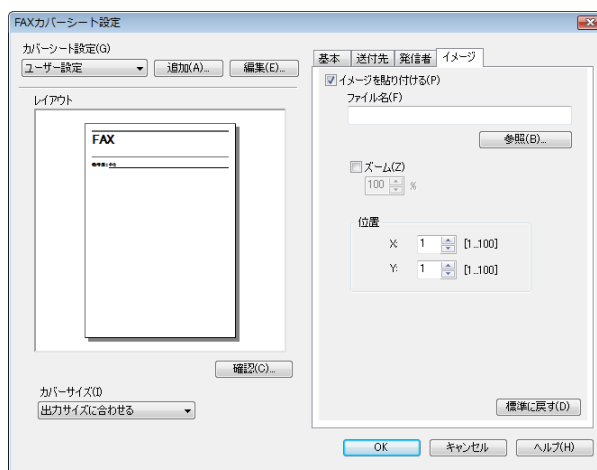 FAXカバーシート設定
カバーシート設定(G)
ユーザー設定
追加(A)...
編集(E)...
レイアウト
FAX
確認(C)...
カバーサイズ(I)
出力サイズに合わせる
基本
送付先
発信者
イメージ
イメージを貼り付ける(P)
ファイル名(F)
参照(B)...
ズーム(Z)
100 %
位置
X: 1 [1..100]
Y: 1 [1..100]
標準に戻す(D)
OK
キャンセル
ヘルプ(H)